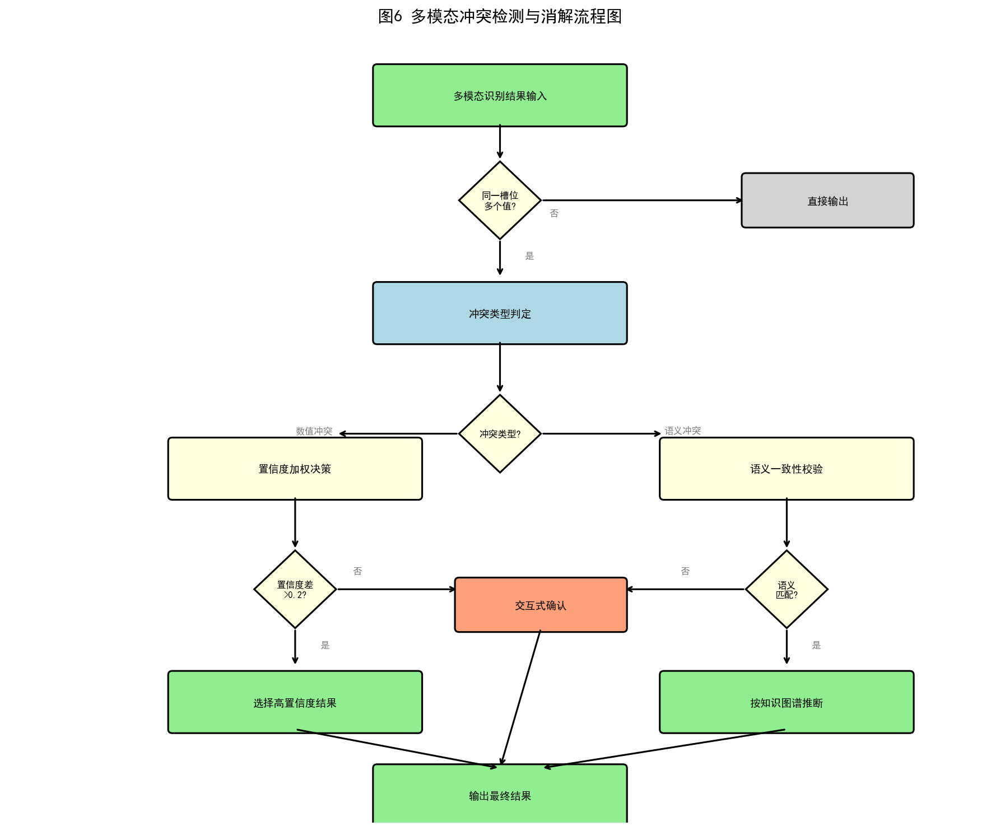 图6 多模态冲突检测与消解流程图
多模态识别结果输入
同一槽位
多个值?
否
直接输出
是
冲突类型判定
数值冲突
冲突类型?
语义冲突
置信度加权决策
语义一致性校验
置信度差
>0.2?
否
交互式确认
否
语义
匹配?
是
是
选择高置信度结果
按知识图谱推断
输出最终结果